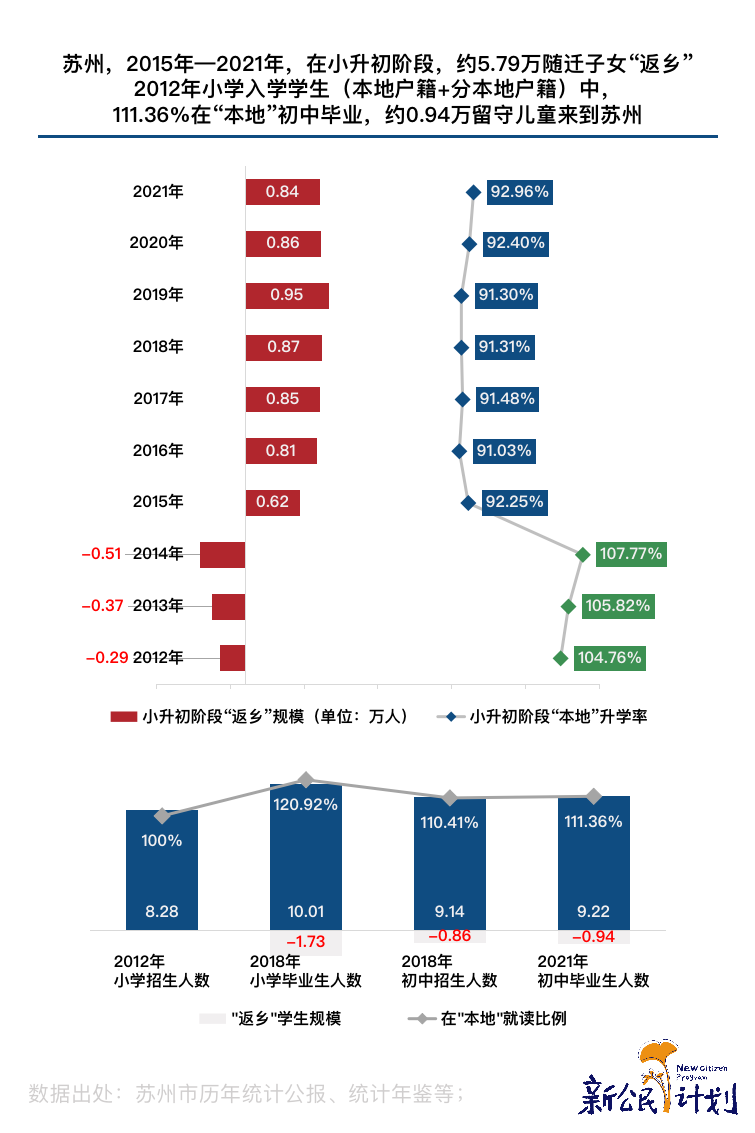 苏州，2015年—2021年，在小升初阶段，约5.79万随迁子女“返乡”
2012年小学入学学生（本地户籍+分本地户籍）中，
111.36%在“本地”初中毕业，约0.94万留守儿童来到苏州
2021年 0.84 92.96%
2020年 0.86 92.40%
2019年 0.95 91.30%
2018年 0.87 91.31%
2017年 0.85 91.48%
2016年 0.81 91.03%
2015年 0.62 92.25%
−0.51 2014年 107.77%
−0.37 2013年 105.82%
−0.29 2012年 104.76%
小升初阶段“返乡”规模（单位：万人） 小升初阶段“本地”升学率
100% 120.92% 110.41% 111.36%
8.28 10.01 9.14 9.22
−1.73 −0.86 −0.94
2012年 2018年 2018年 2021年
小学招生人数 小学毕业生人数 初中招生人数 初中毕业生人数
"返乡"学生规模 在"本地"就读比例
New Citizen
Program
新公民计划
数据出处：苏州市历年统计公报、统计年鉴等；